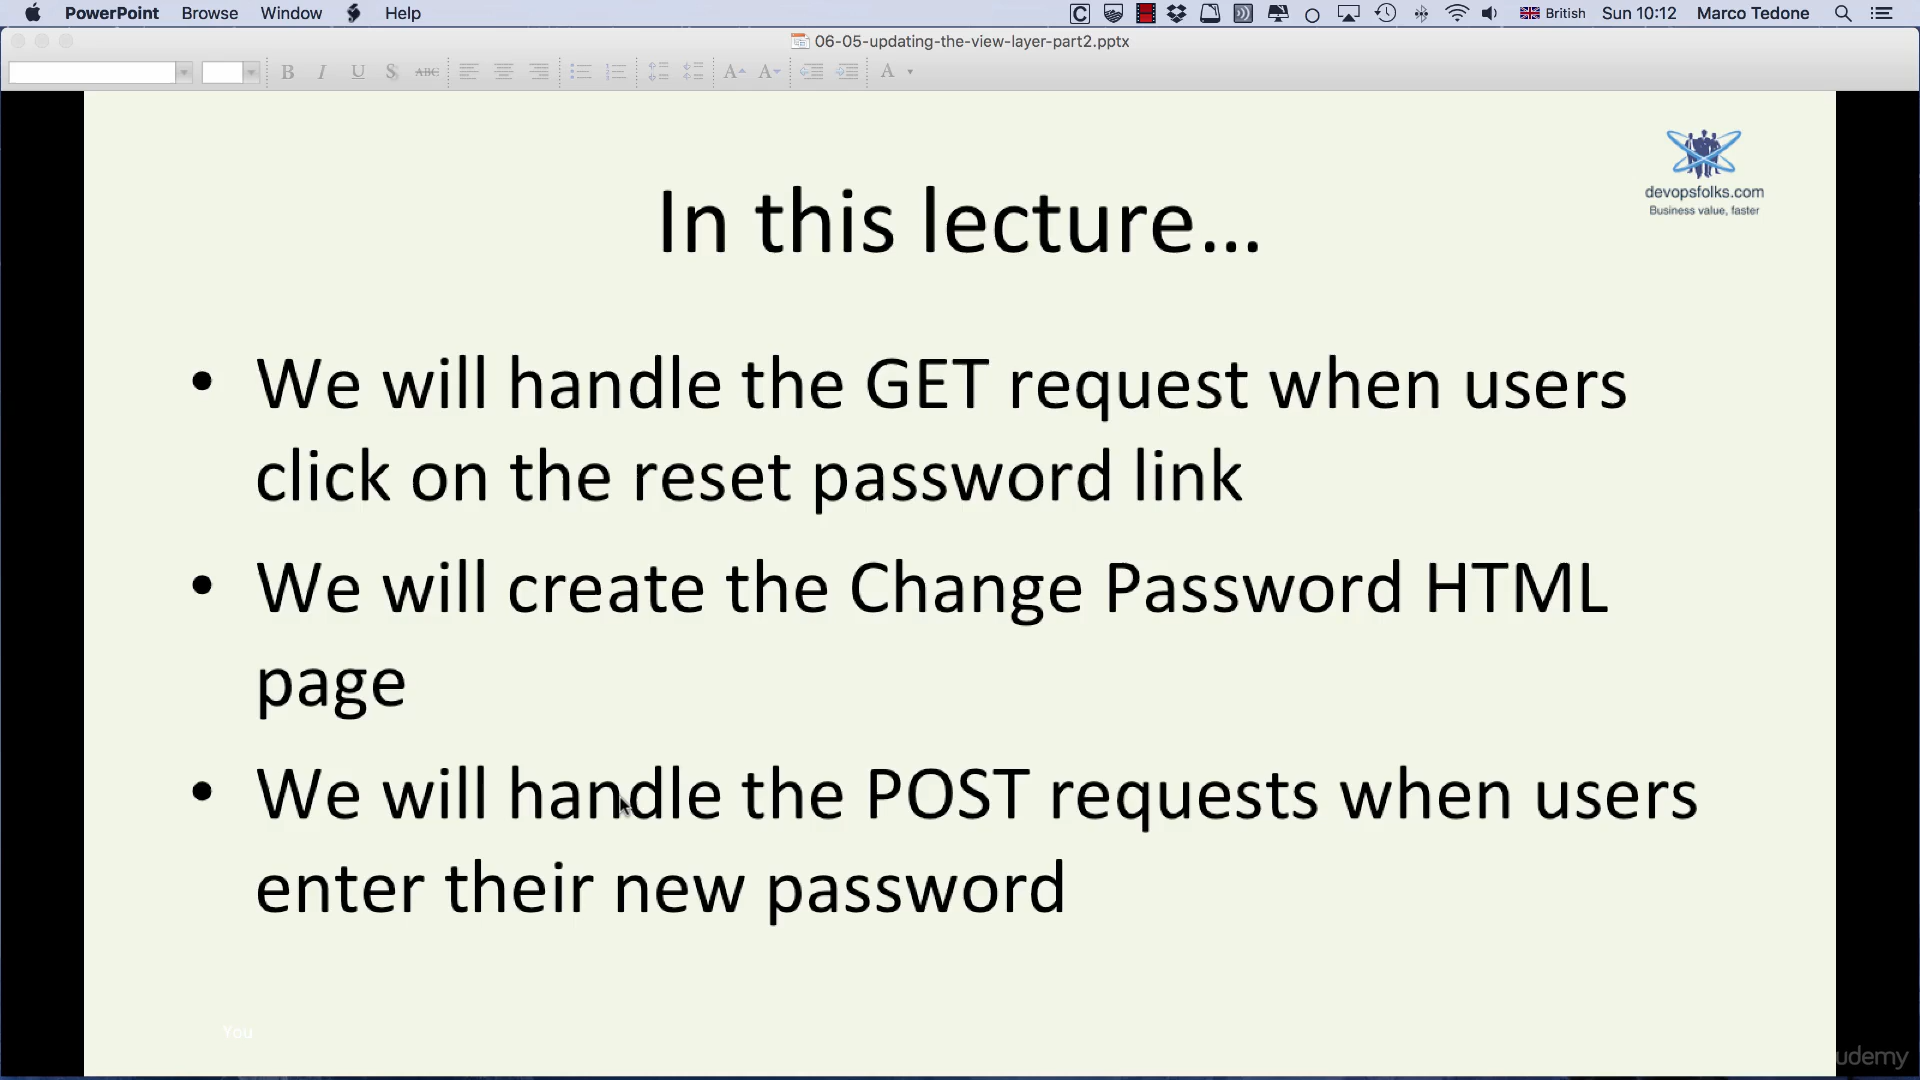 PowerPoint Browse Window Help British Sun 10:12 Marco Tedone
06-05-updating-the-view-layer-part2.pptx
B I U S ABC A A A
devopsfolks.com
Business value, faster
In this lecture…
• We will handle the GET request when users
click on the reset password link
• We will create the Change Password HTML
page
• We will handle the POST requests when users
enter their new password
You
udemy